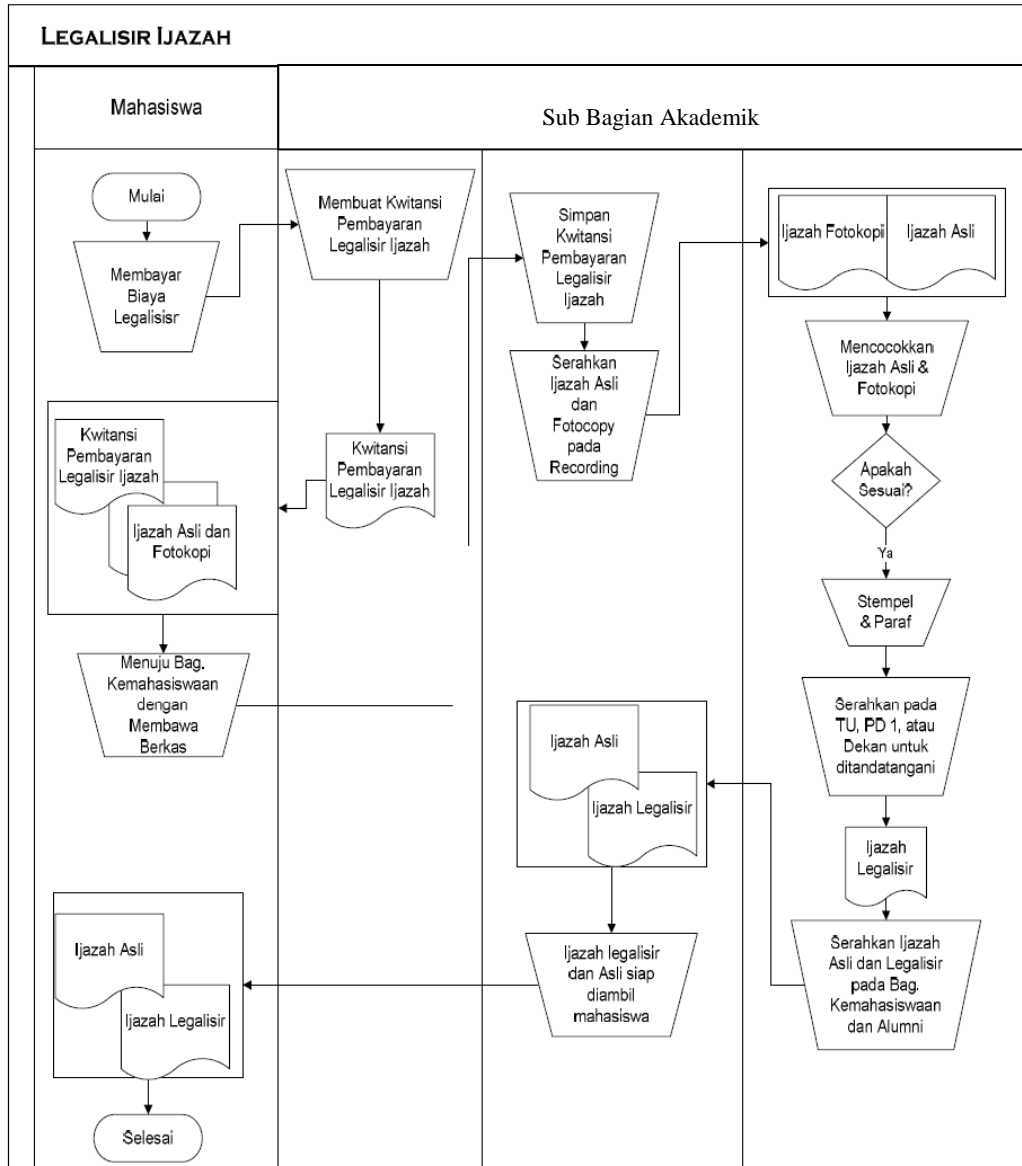 LEGALISIR IJAZAH
Mahasiswa
Sub Bagian Akademik
Mulai
Membayar
Biaya
Legalisisr
Membuat Kwitansi
Pembayaran
Legalisir Ijazah
Kwitansi
Pembayaran
Legalisir Ijazah
Kwitansi
Pembayaran
Legalisir Ijazah
Ijazah Asli dan
Fotokopi
Menuju Bag.
Kemahasiswaan
dengan
Membawa
Berkas
Simpan
Kwitansi
Pembayaran
Legalisir
Ijazah
Serahkan
Ijazah Asli
dan
Fotocopy
pada
Recording
Ijazah Fotokopi
Ijazah Asli
Mencocokkan
Ijazah Asli &
Fotokopi
Apakah
Sesuai?
Ya
Stempel
& Paraf
Serahkan pada
TU, PD 1, atau
Dekan untuk
ditandatangani
Ijazah
Legalisir
Serahkan Ijazah
Asli dan Legalisir
pada Bag.
Kemahasiswaan
dan Alumni
Ijazah Asli
Ijazah Legalisir
Ijazah legalisir
dan Asli siap
diambil
mahasiswa
Ijazah Asli
Ijazah Legalisir
Selesai